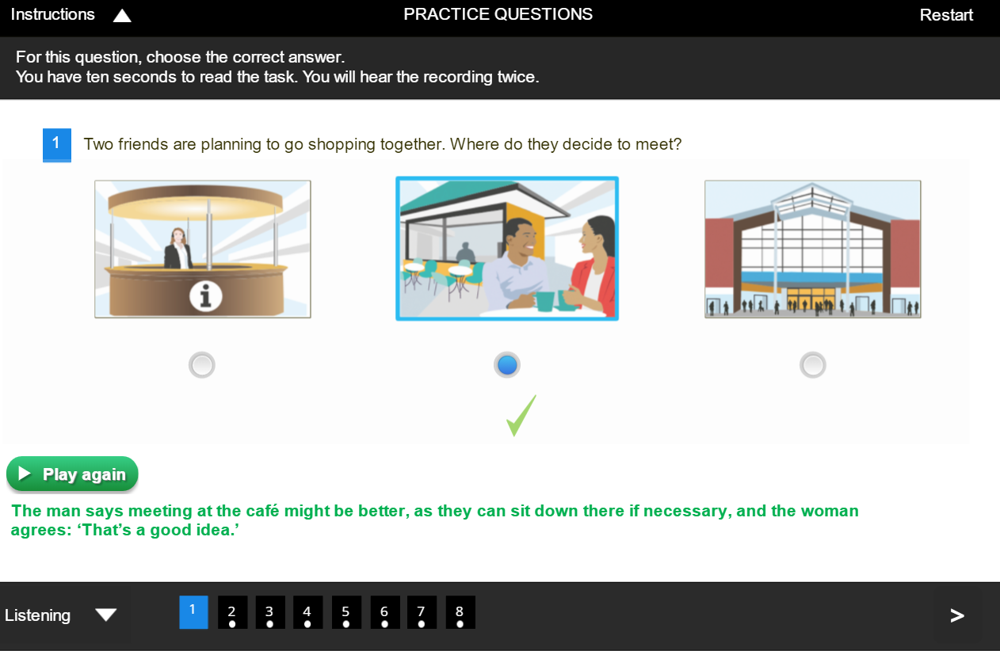 Instructions
PRACTICE QUESTIONS
Restart
For this question, choose the correct answer.
You have ten seconds to read the task. You will hear the recording twice.
1 Two friends are planning to go shopping together. Where do they decide to meet?
i
Play again
The man says meeting at the café might be better, as they can sit down there if necessary, and the woman
agrees: ‘That’s a good idea.’
Listening
1 2 3 4 5 6 7 8
>